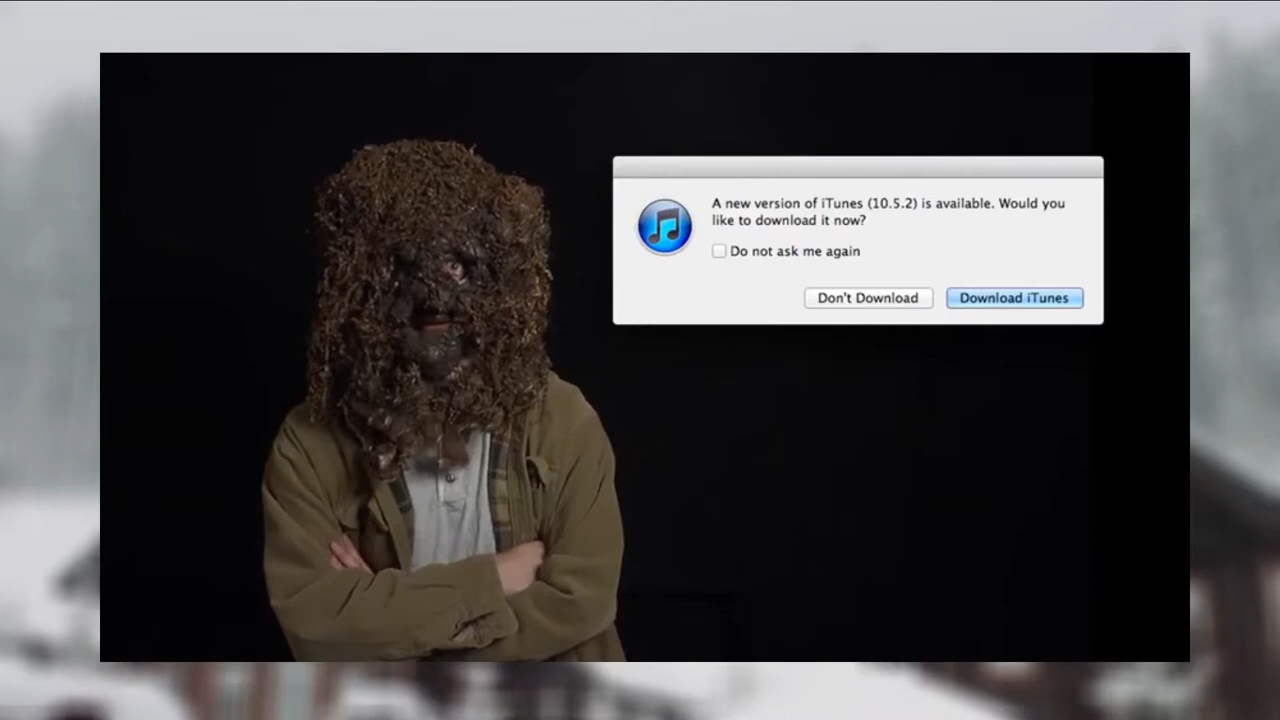 A new version of iTunes (10.5.2) is available. Would you
like to download it now?
Do not ask me again
Don't Download
Download iTunes